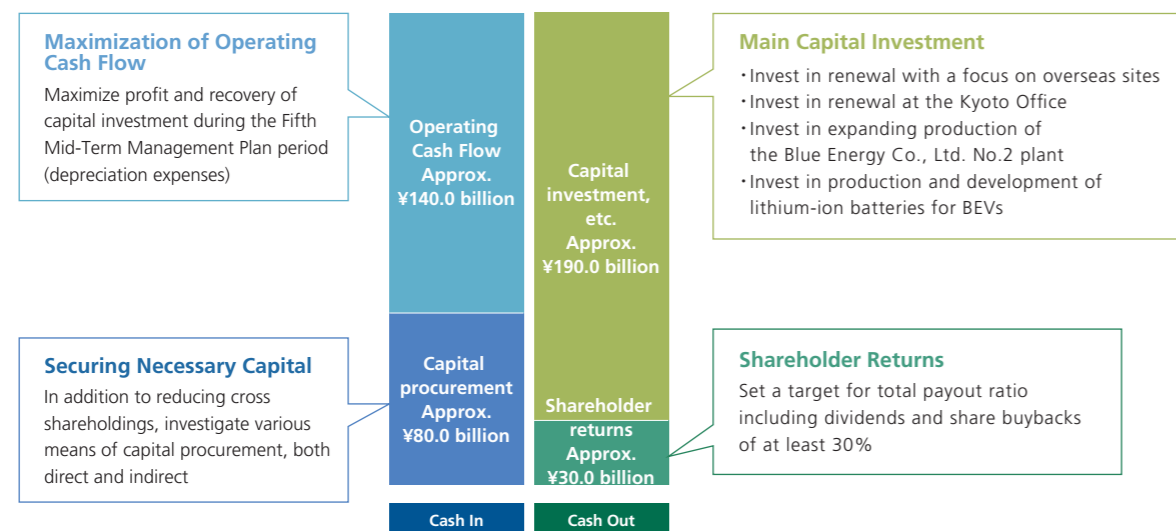 Maximization of Operating
Cash Flow
Maximize profit and recovery of
capital investment during the Fifth
Mid-Term Management Plan period
(depreciation expenses)
Securing Necessary Capital
In addition to reducing cross
shareholdings, investigate various
means of capital procurement, both
direct and indirect
Operating
Cash Flow
Approx.
¥140.0 billion
Capital
procurement
Approx.
¥80.0 billion
Cash In
Capital
investment,
etc.
Approx.
¥190.0 billion
Shareholder
returns
Approx.
¥30.0 billion
Cash Out
Main Capital Investment
・Invest in renewal with a focus on overseas sites
・Invest in renewal at the Kyoto Office
・Invest in expanding production of
the Blue Energy Co., Ltd. No.2 plant
・Invest in production and development of
lithium-ion batteries for BEVs
Shareholder Returns
Set a target for total payout ratio
including dividends and share buybacks
of at least 30%